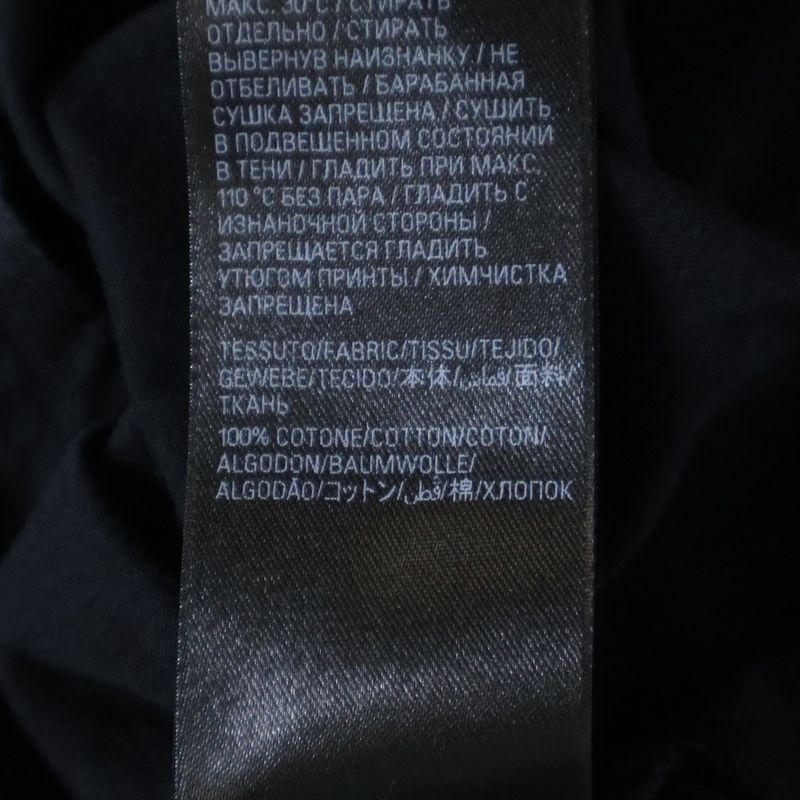 МАКС. 30°C / СТИРАТЬ
ОТДЕЛЬНО / СТИРАТЬ
ВЫВЕРНУВ НАИЗНАНКУ / НЕ
ОТБЕЛИВАТЬ / БАРАБАННАЯ
СУШКА ЗАПРЕЩЕНА / СУШИТЬ
В ПОДВЕШЕННОМ СОСТОЯНИИ
В ТЕНИ / ГЛАДИТЬ ПРИ МАКС.
110 °C БЕЗ ПАРА / ГЛАДИТЬ С
ИЗНАНОЧНОЙ СТОРОНЫ /
ЗАПРЕЩАЕТСЯ ГЛАДИТЬ
УТЮГОМ ПРИНТЫ / ХИМЧИСТКА
ЗАПРЕЩЕНА
TESSUTO/FABRIC/TISSU/TEJIDO/
GEWEBE/TECIDO/本体/قماش/面料/
ТКАНЬ
100% COTONE/COTTON/COTON/
ALGODON/BAUMWOLLE/
ALGODÃO/コットン/قطن/棉/ХЛОПОК